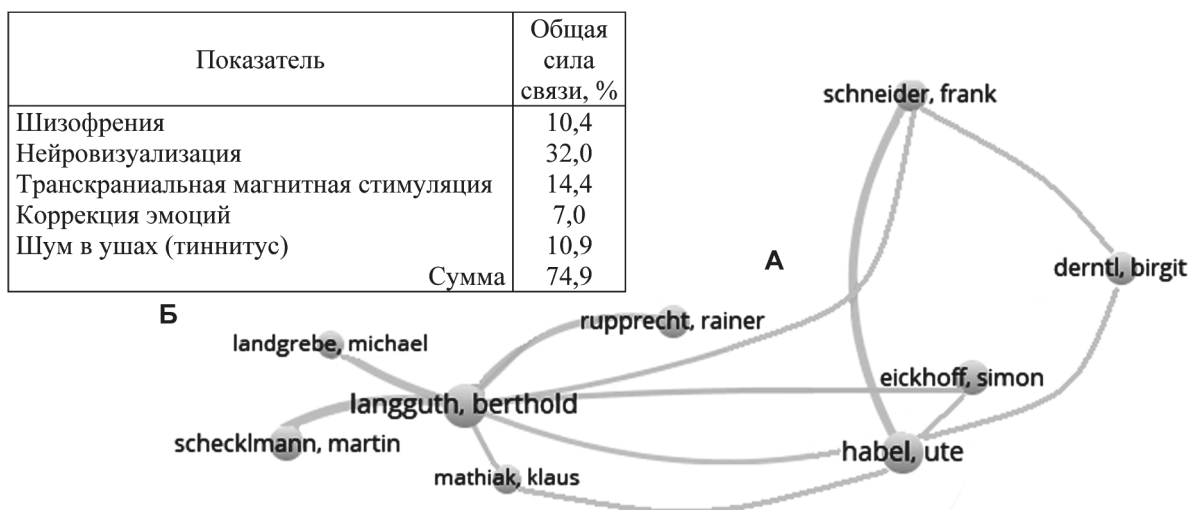 Показатель
Общая
сила
связи, %
Шизофрения 10,4
Нейровизуализация 32,0
Транскраниальная магнитная стимуляция 14,4
Коррекция эмоций 7,0
Шум в ушах (тиннитус) 10,9
Сумма 74,9
schneider, frank
А
derntl, birgit
Б
rupprecht, rainer
landgrebe, michael
eickhoff, simon
langguth, berthold
schecklmann, martin
habel, ute
mathiak, klaus